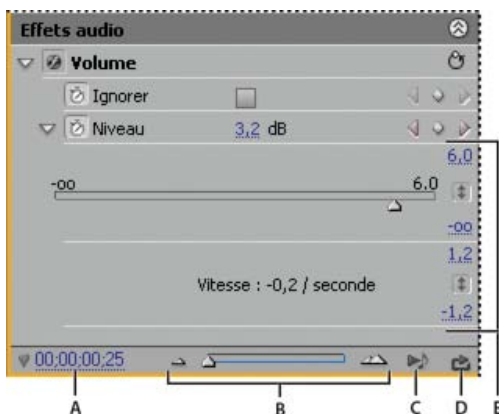 Effets audio
Volume
Ignorer
Niveau 3,2 dB
6,0
-oo 6.0
-oo
1,2
Vitesse : -0,2 / seconde
-1,2
00;00;00;25
A B C D E